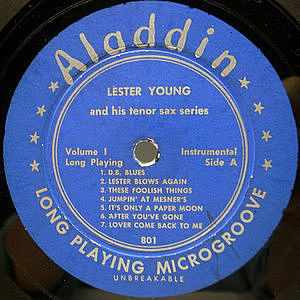 Aladdin
LESTER YOUNG
and his tenor sax series
Volume 1 Instrumental
Long Playing Side A
1. D.B. BLUES
2. LESTER BLOWS AGAIN
3. THESE FOOLISH THINGS
4. JUMPIN' AT MESNER'S
5. IT'S ONLY A PAPER MOON
6. AFTER YOU'VE GONE
7. LOVER COME BACK TO ME
801
LONG PLAYING MICROGROOVE
UNBREAKABLE